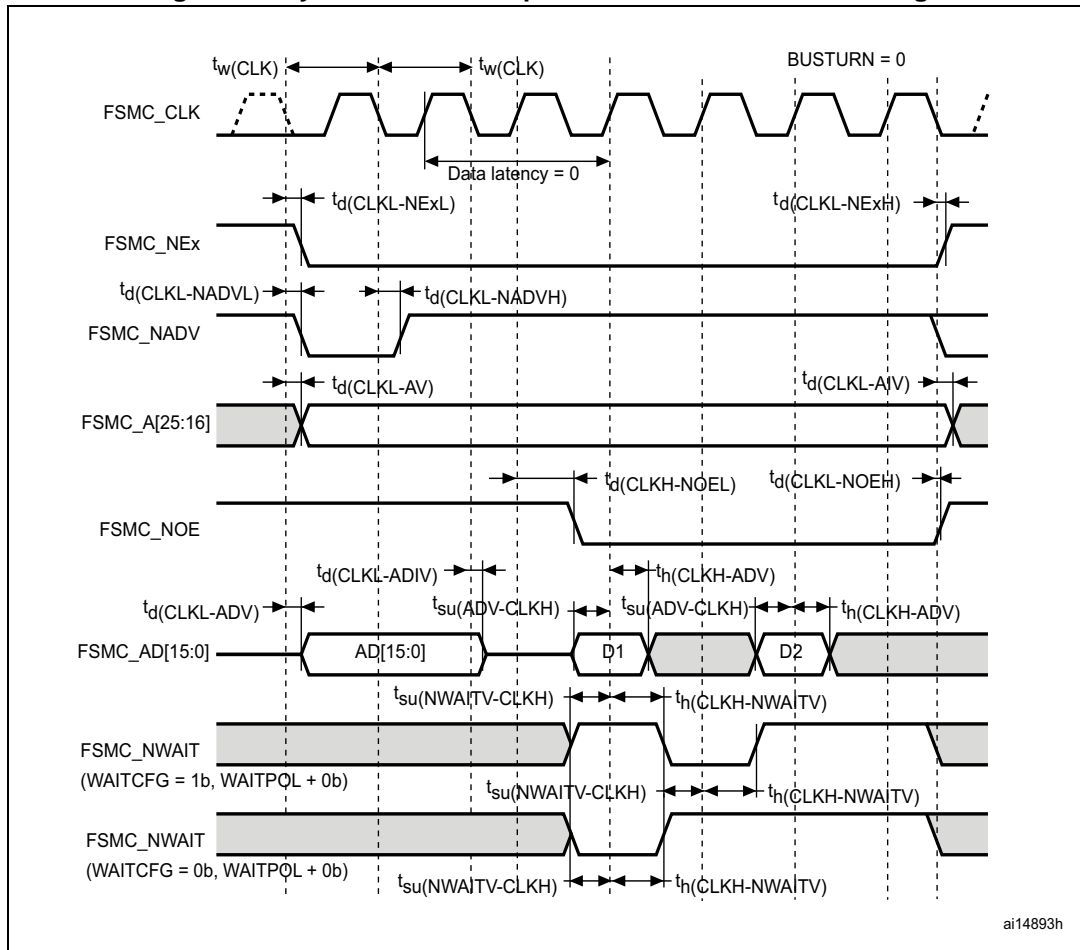 tw(CLK) tw(CLK) BUSTURN = 0
FSMC_CLK
Data latency = 0
td(CLKL-NExL) td(CLKL-NExH)
FSMC_NEx
td(CLKL-NADVL) td(CLKL-NADVH)
FSMC_NADV
td(CLKL-AV) td(CLKL-AIV)
FSMC_A[25:16]
td(CLKH-NOEL) td(CLKL-NOEH)
FSMC_NOE
td(CLKL-ADIV) th(CLKH-ADV)
td(CLKL-ADV) tsu(ADV-CLKH) tsu(ADV-CLKH) th(CLKH-ADV)
FSMC_AD[15:0] AD[15:0] D1 D2
tsu(NWAITV-CLKH) th(CLKH-NWAITV)
FSMC_NWAIT
(WAITCFG = 1b, WAITPOL + 0b)
tsu(NWAITV-CLKH) th(CLKH-NWAITV)
FSMC_NWAIT
(WAITCFG = 0b, WAITPOL + 0b)
tsu(NWAITV-CLKH) th(CLKH-NWAITV)
ai14893h